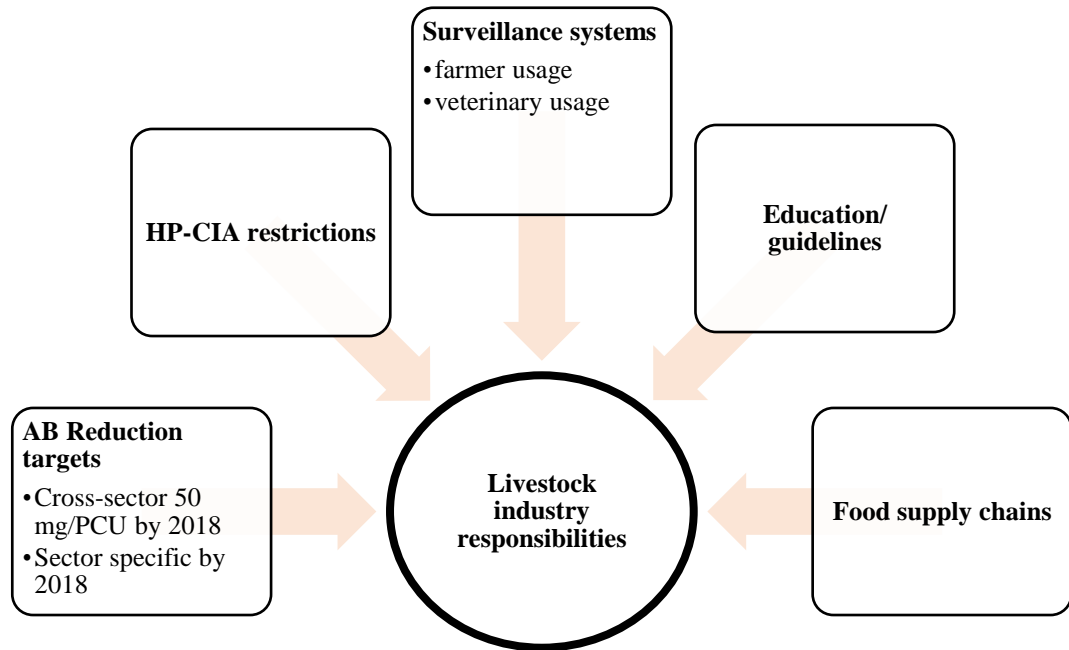 Surveillance systems
•farmer usage
•veterinary usage
HP-CIA restrictions
Education/
guidelines
AB Reduction
targets
•Cross-sector 50
mg/PCU by 2018
•Sector specific by
2018
Livestock
industry
responsibilities
Food supply chains